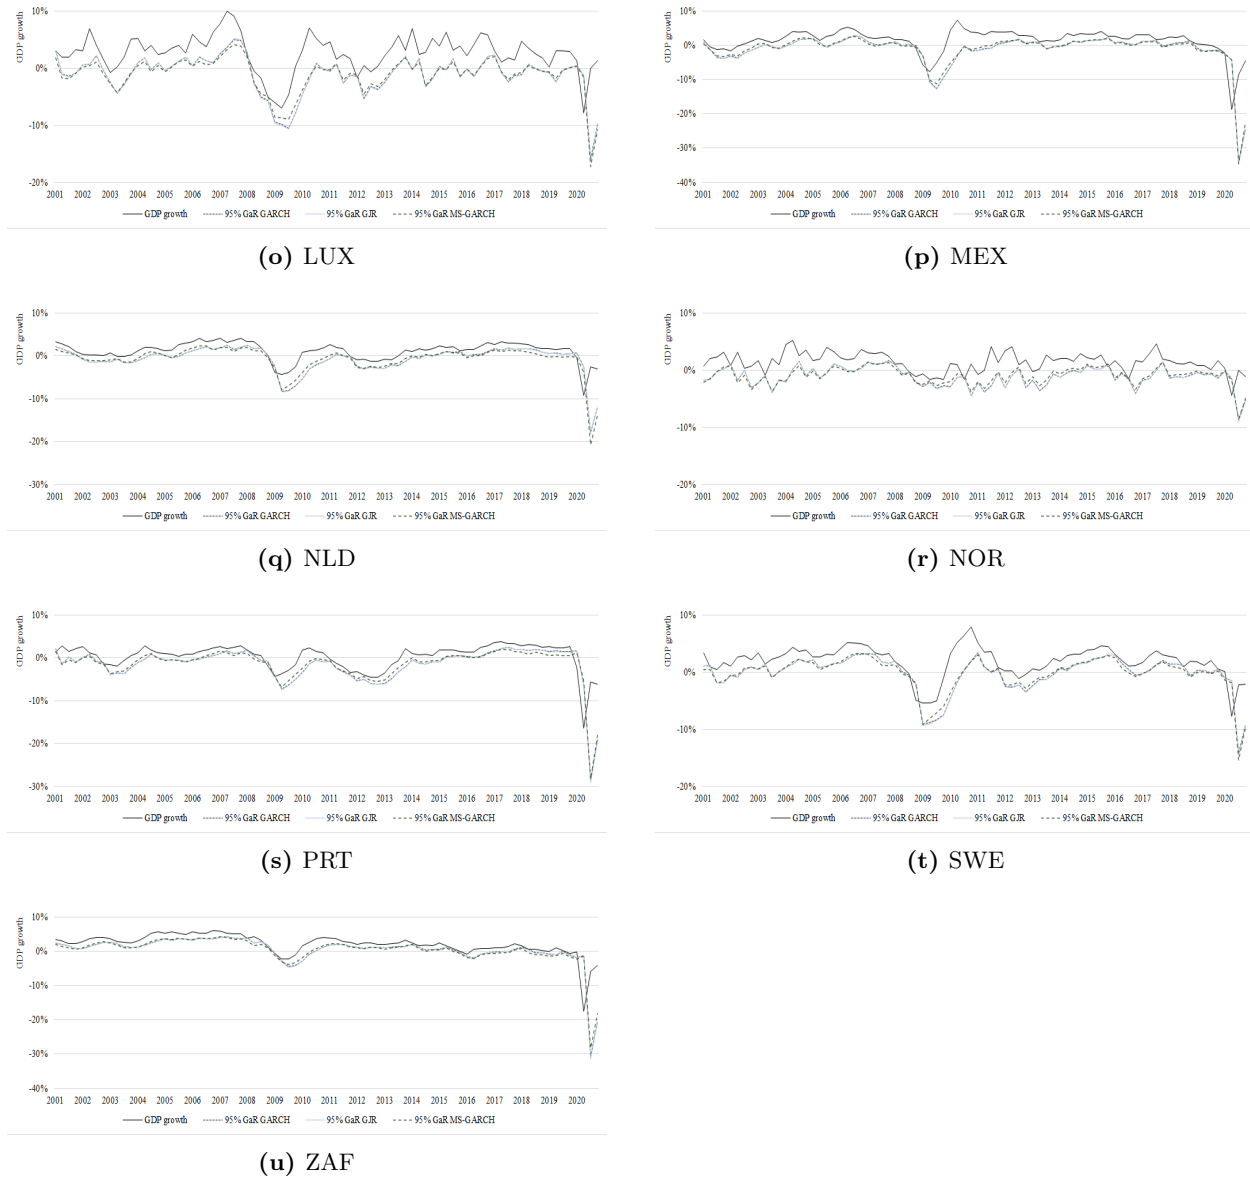 10%
0%
-10%
-20%
GDP growth
2001 2002 2003 2004 2005 2006 2007 2008 2009 2010 2011 2012 2013 2014 2015 2016 2017 2018 2019 2020
GDP growth 95% GaR GARCH 95% GaR GJR 95% GaR MS-GARCH
(o) LUX
10%
0%
-10%
-20%
-30%
-40%
GDP growth
2001 2002 2003 2004 2005 2006 2007 2008 2009 2010 2011 2012 2013 2014 2015 2016 2017 2018 2019 2020
GDP growth 95% GaR GARCH 95% GaR GJR 95% GaR MS-GARCH
(p) MEX
10%
0%
-10%
-20%
-30%
GDP growth
2001 2002 2003 2004 2005 2006 2007 2008 2009 2010 2011 2012 2013 2014 2015 2016 2017 2018 2019 2020
GDP growth 95% GaR GARCH 95% GaR GJR 95% GaR MS-GARCH
(q) NLD
10%
0%
-10%
-20%
GDP growth
2001 2002 2003 2004 2005 2006 2007 2008 2009 2010 2011 2012 2013 2014 2015 2016 2017 2018 2019 2020
GDP growth 95% GaR GARCH 95% GaR GJR 95% GaR MS-GARCH
(r) NOR
10%
0%
-10%
-20%
-30%
GDP growth
2001 2002 2003 2004 2005 2006 2007 2008 2009 2010 2011 2012 2013 2014 2015 2016 2017 2018 2019 2020
GDP growth 95% GaR GARCH 95% GaR GJR 95% GaR MS-GARCH
(s) PRT
10%
0%
-10%
-20%
GDP growth
2001 2002 2003 2004 2005 2006 2007 2008 2009 2010 2011 2012 2013 2014 2015 2016 2017 2018 2019 2020
GDP growth 95% GaR GARCH 95% GaR GJR 95% GaR MS-GARCH
(t) SWE
10%
0%
-10%
-20%
-30%
-40%
GDP growth
2001 2002 2003 2004 2005 2006 2007 2008 2009 2010 2011 2012 2013 2014 2015 2016 2017 2018 2019 2020
GDP growth 95% GaR GARCH 95% GaR GJR 95% GaR MS-GARCH
(u) ZAF